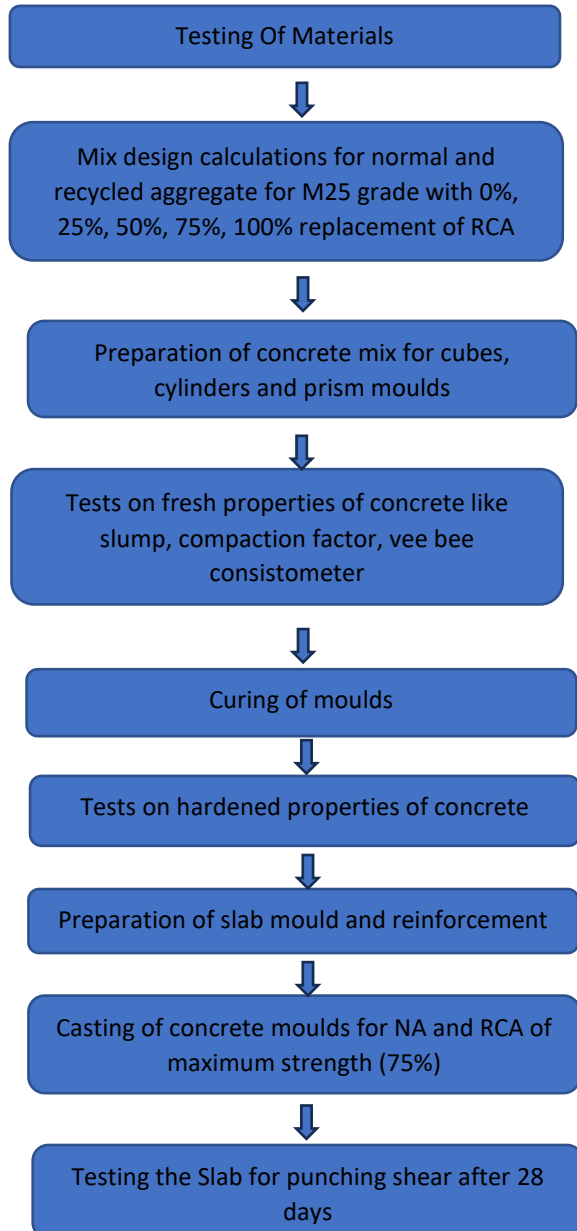 Testing Of Materials
Mix design calculations for normal and
recycled aggregate for M25 grade with 0%,
25%, 50%, 75%, 100% replacement of RCA
Preparation of concrete mix for cubes,
cylinders and prism moulds
Tests on fresh properties of concrete like
slump, compaction factor, vee bee
consistometer
Curing of moulds
Tests on hardened properties of concrete
Preparation of slab mould and reinforcement
Casting of concrete moulds for NA and RCA of
maximum strength (75%)
Testing the Slab for punching shear after 28
days